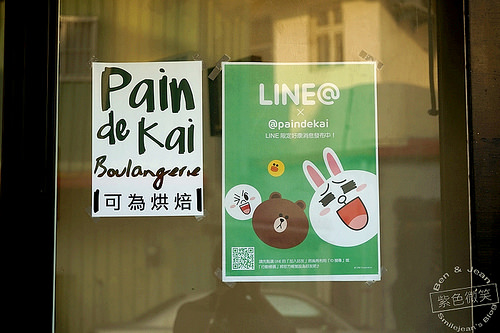 Pain
de Kai
Boulangerie
可為烘焙
LINE@
×
@paindekai
LINE 限定好康消息發布中！
Ben & Jean
紫色微笑
Smilejean's Blog